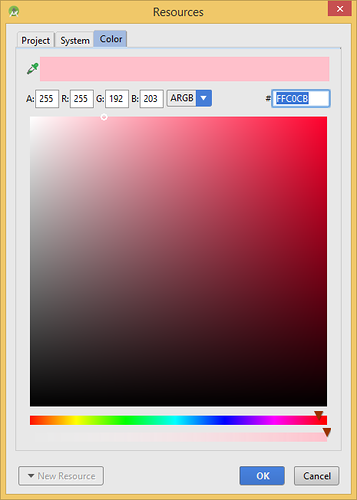 Resources
Project System Color
A: 255 R: 255 G: 192 B: 203 ARGB # FFC0CB
New Resource OK Cancel